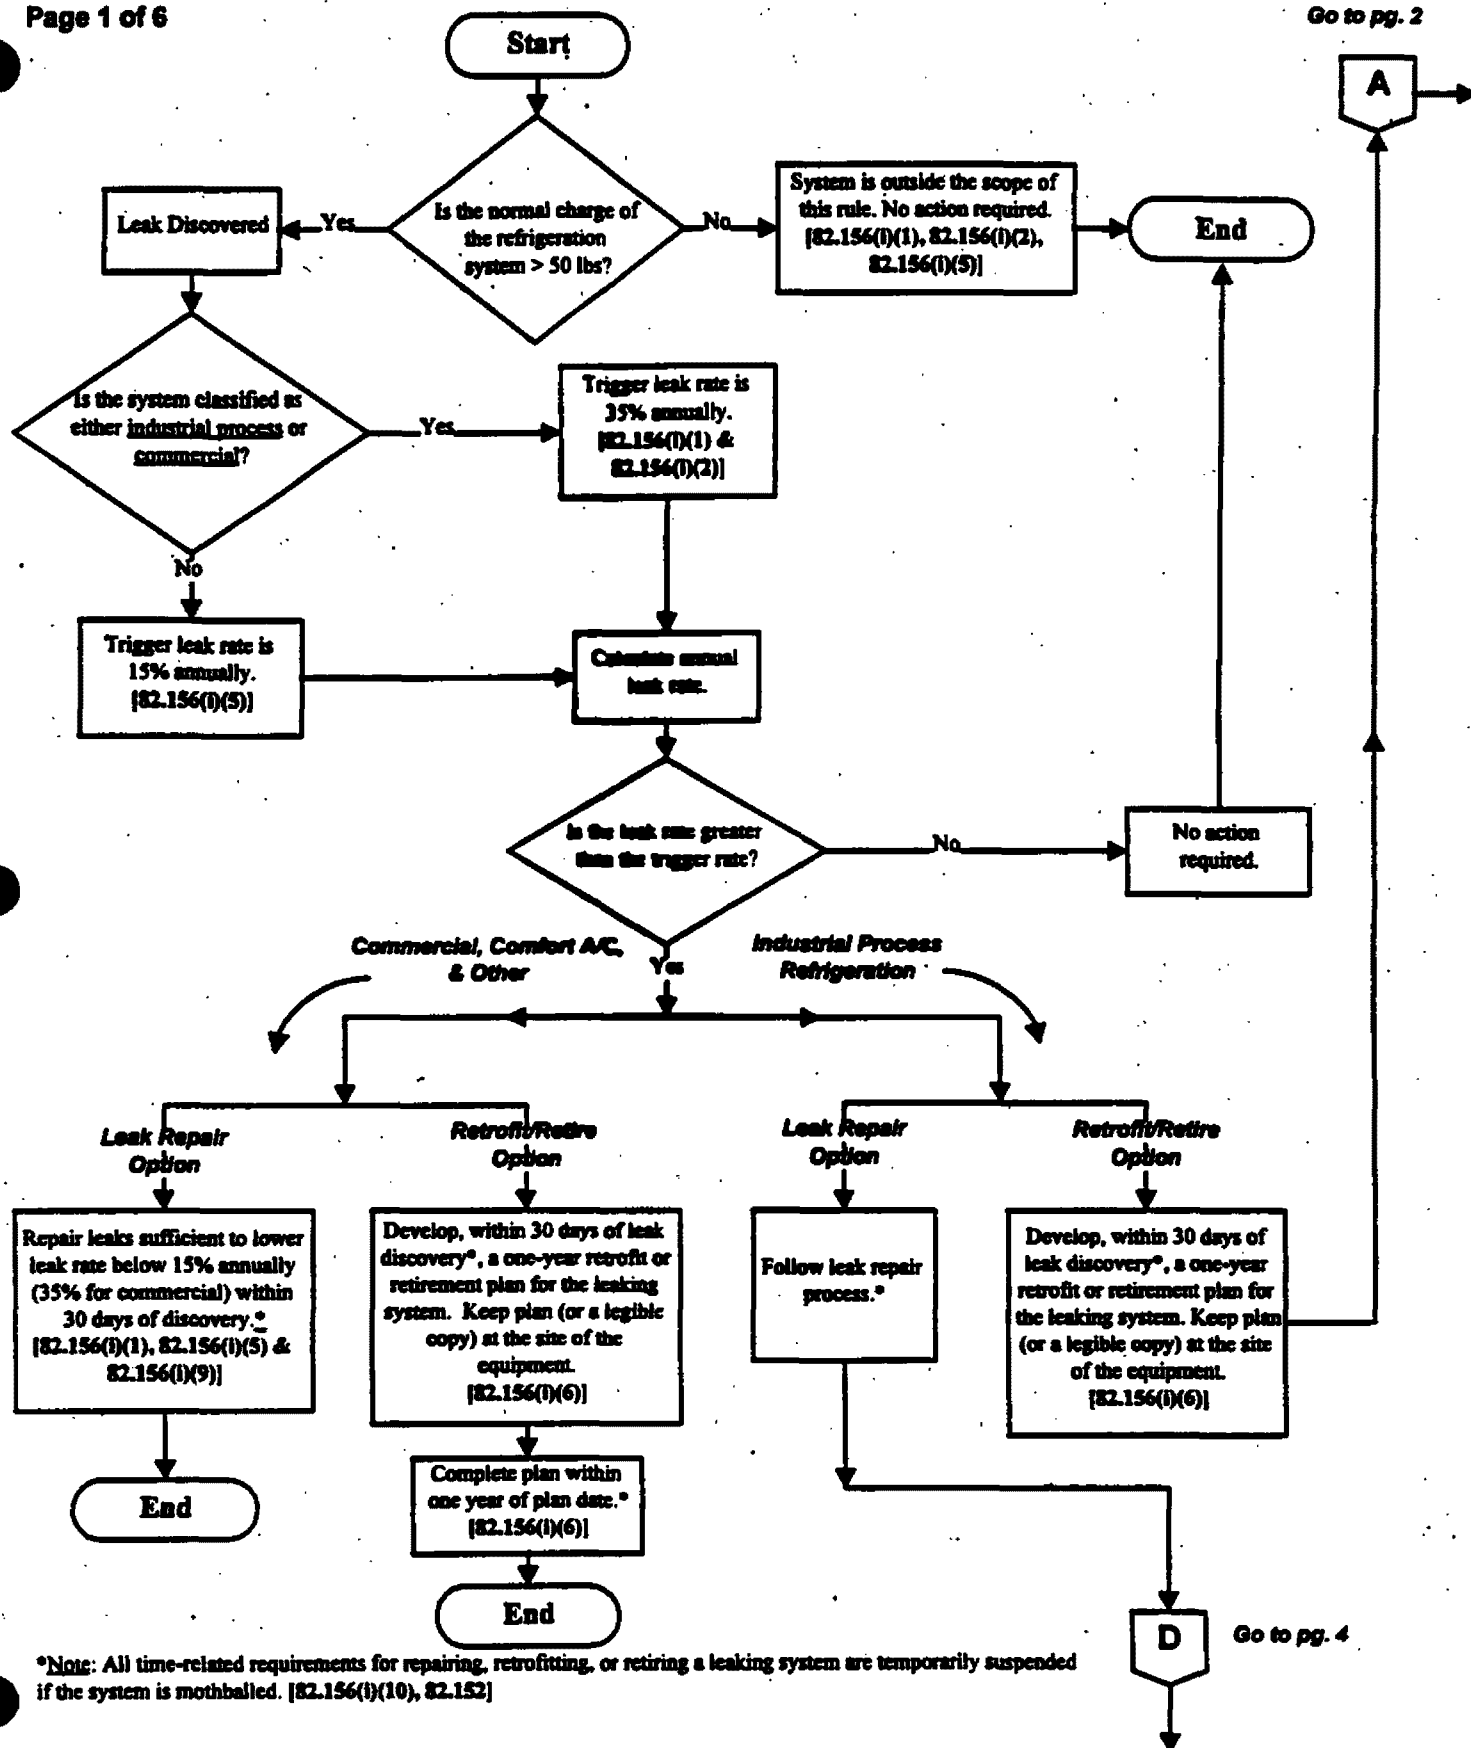 Page 1 of 6
Go to pg. 2
Start
A
Is the normal charge of
the refrigeration
system > 50 lbs?
Yes
No
Leak Discovered
System is outside the scope of
this rule. No action required.
[82.156(i)(1), 82.156(i)(2),
82.156(i)(5)]
End
Is the system classified as
either industrial process or
commercial?
Yes
No
Trigger leak rate is
35% annually.
[82.156(i)(1) &
82.156(i)(2)]
Trigger leak rate is
15% annually.
[82.156(i)(5)]
Calculate annual
leak rate.
Is the leak rate greater
than the trigger rate?
No
No action
required.
Yes
Commercial, Comfort A/C,
& Other
Industrial Process
Refrigeration
Leak Repair
Option
Retrofit/Retire
Option
Leak Repair
Option
Retrofit/Retire
Option
Repair leaks sufficient to lower
leak rate below 15% annually
(35% for commercial) within
30 days of discovery.*
[82.156(i)(1), 82.156(i)(5) &
82.156(i)(9)]
Develop, within 30 days of leak
discovery*, a one-year retrofit or
retirement plan for the leaking
system. Keep plan (or a legible
copy) at the site of the
equipment.
[82.156(i)(6)]
Follow leak repair
process.*
Develop, within 30 days of
leak discovery*, a one-year
retrofit or retirement plan for
the leaking system. Keep plan
(or a legible copy) at the site
of the equipment.
[82.156(i)(6)]
End
Complete plan within
one year of plan date.*
[82.156(i)(6)]
End
D
Go to pg. 4
*Note: All time-related requirements for repairing, retrofitting, or retiring a leaking system are temporarily suspended
if the system is mothballed. [82.156(i)(10), 82.152]